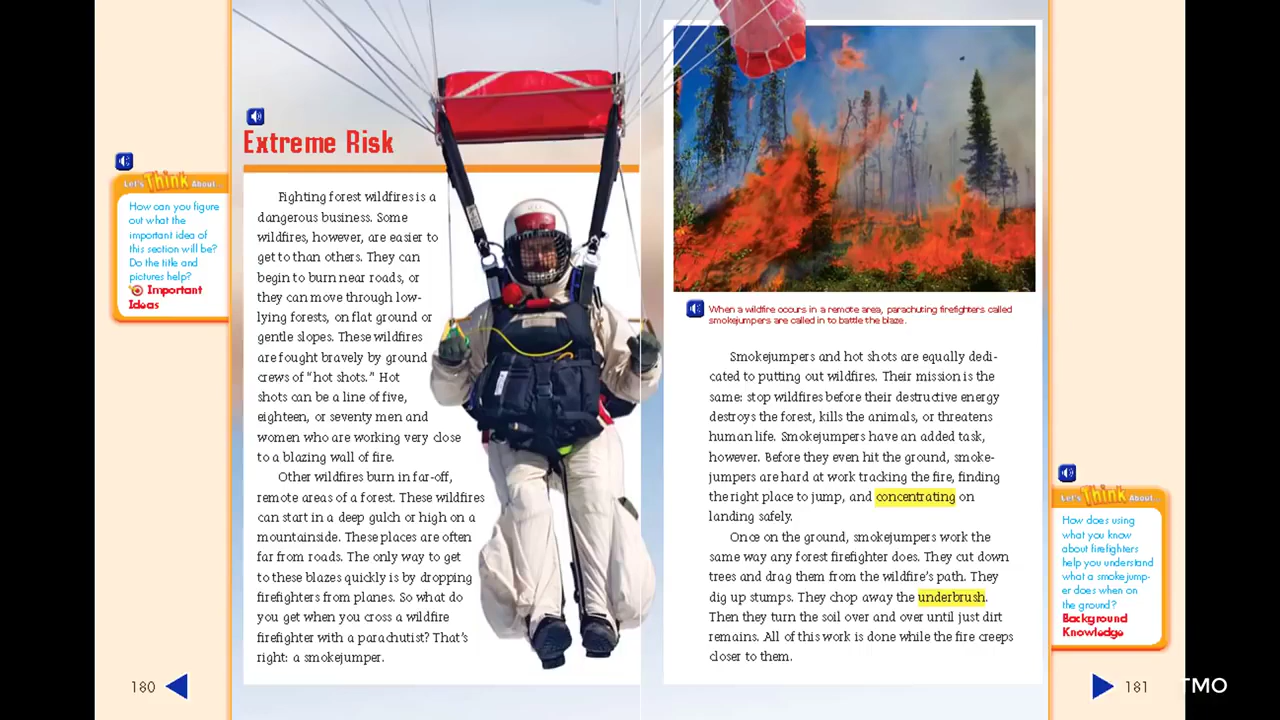 Extreme Risk
Let's Think About...
How can you figure
out what the
important idea of
this section will be?
Do the title and
pictures help?
Important
Ideas
Fighting forest wildfires is a
dangerous business. Some
wildfires, however, are easier to
get to than others. They can
begin to burn near roads, or
they can move through low-
lying forests, on flat ground or
gentle slopes. These wildfires
are fought bravely by ground
crews of “hot shots.” Hot
shots can be a line of five,
eighteen, or seventy men and
women who are working very close
to a blazing wall of fire.
Other wildfires burn in far-off,
remote areas of a forest. These wildfires
can start in a deep gulch or high on a
mountainside. These places are often
far from roads. The only way to get
to these blazes quickly is by dropping
firefighters from planes. So what do
you get when you cross a wildfire
firefighter with a parachutist? That’s
right: a smokejumper.
180
When a wildfire occurs in a remote area, parachuting firefighters called
smokejumpers are called in to battle the blaze.
Smokejumpers and hot shots are equally dedi-
cated to putting out wildfires. Their mission is the
same: stop wildfires before their destructive energy
destroys the forest, kills the animals, or threatens
human life. Smokejumpers have an added task,
however. Before they even hit the ground, smoke-
jumpers are hard at work tracking the fire, finding
the right place to jump, and concentrating on
landing safely.
Once on the ground, smokejumpers work the
same way any forest firefighter does. They cut down
trees and drag them from the wildfire’s path. They
dig up stumps. They chop away the underbrush.
Then they turn the soil over and over until just dirt
remains. All of this work is done while the fire creeps
closer to them.
Let's Think About...
How does using
what you know
about firefighters
help you understand
what a smokejump-
er does when on
the ground?
Background
Knowledge
181
TMO